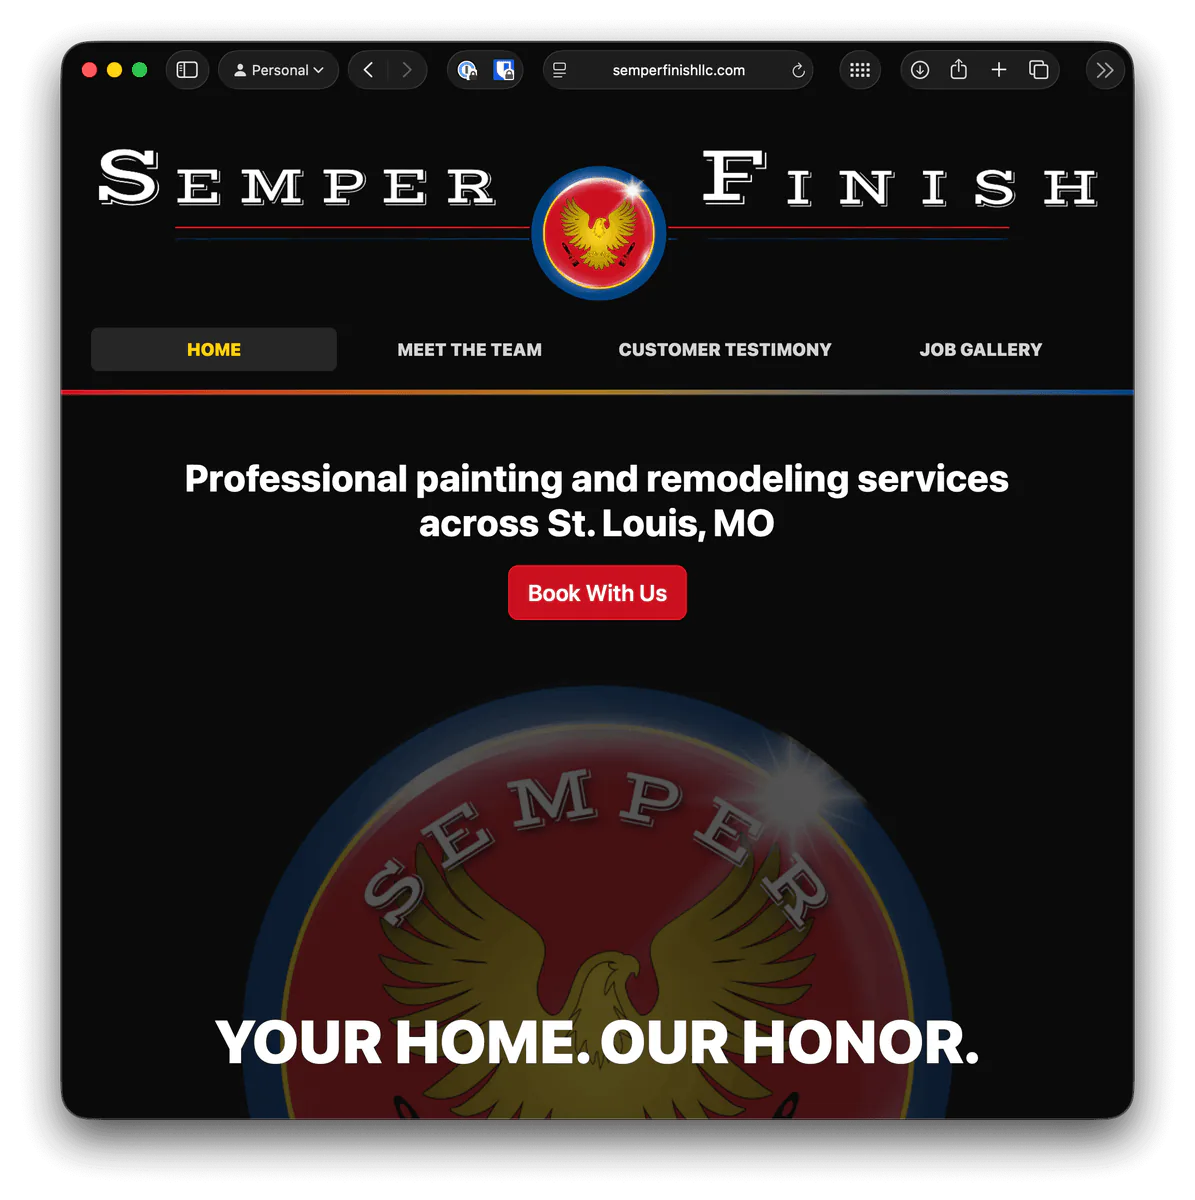 Personal
semperfinishllc.com
SEMPER FINISH
HOME
MEET THE TEAM
CUSTOMER TESTIMONY
JOB GALLERY
Professional painting and remodeling services
across St. Louis, MO
Book With Us
SEMPER
YOUR HOME. OUR HONOR.